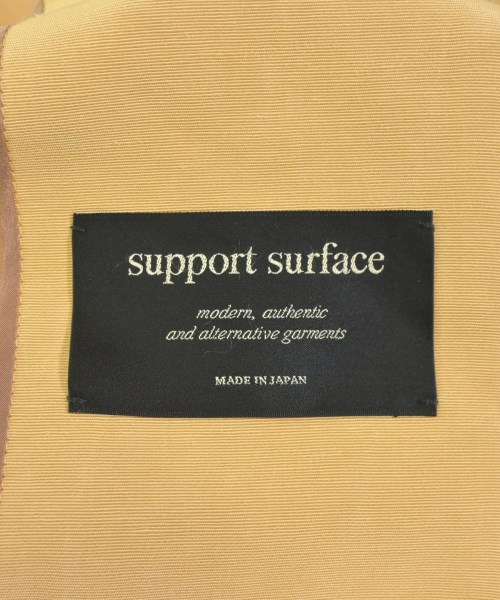 support surface
modern, authentic
and alternative garments
MADE IN JAPAN